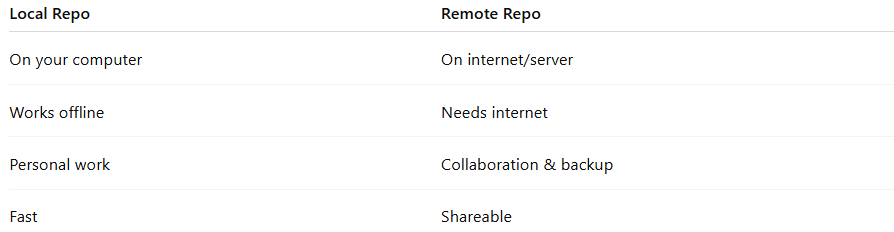 Local Repo Remote Repo
On your computer On internet/server
Works offline Needs internet
Personal work Collaboration & backup
Fast Shareable